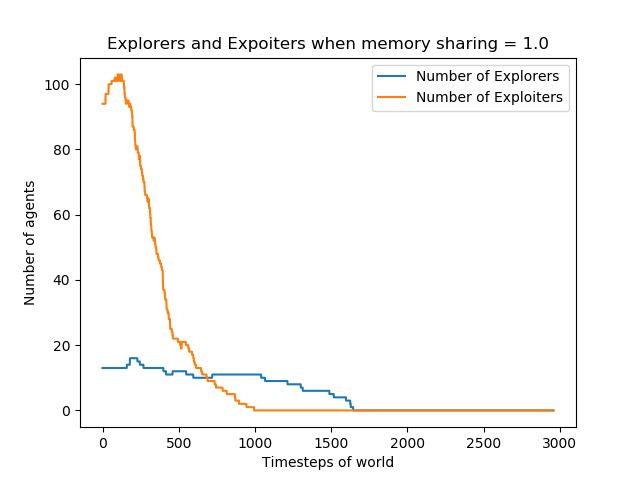 Explorers and Expoiters when memory sharing = 1.0
Number of Explorers
Number of Exploiters
Number of agents
100
80
60
40
20
0
0 500 1000 1500 2000 2500 3000
Timesteps of world